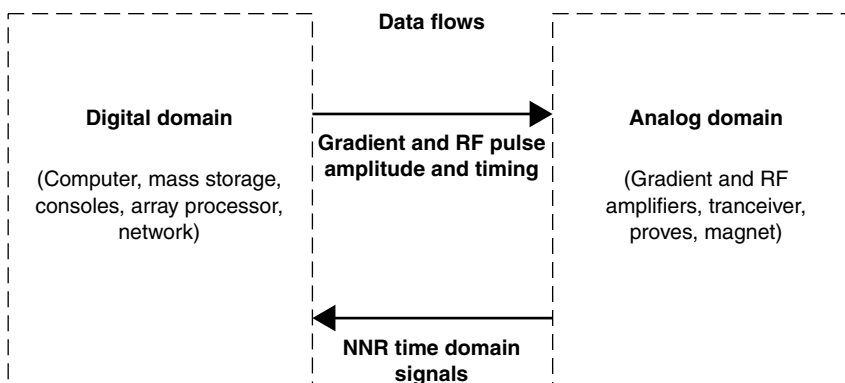 Data flows
Digital domain
(Computer, mass storage,
consoles, array processor,
network)
Gradient and RF pulse
amplitude and timing
NNR time domain
signals
Analog domain
(Gradient and RF
amplifiers, tranceiver,
proves, magnet)